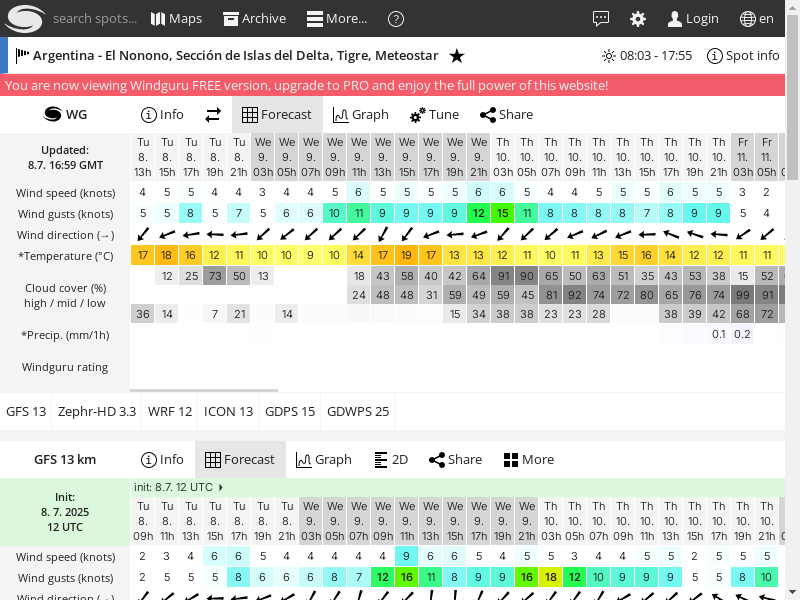 search spots... Maps Archive More... ? Login en
Argentina - El Nonono, Sección de Islas del Delta, Tigre, Meteostar ★ 08:03 - 17:55 Spot info
You are now viewing Windguru FREE version, upgrade to PRO and enjoy the full power of this website!
WG Info Forecast Graph Tune Share
Updated:
8.7. 16:59 GMT
Tu Tu Tu Tu Tu We We We We We We We We We We Th Th Th Th Th Th Th Th Th Th Fr Fr
8. 8. 8. 8. 8. 9. 9. 9. 9. 9. 9. 9. 9. 9. 9. 10. 10. 10. 10. 10. 10. 10. 10. 10. 10. 11. 11.
13h 15h 17h 19h 21h 03h 05h 07h 09h 11h 13h 15h 17h 19h 21h 03h 05h 07h 09h 11h 13h 15h 17h 19h 21h 03h 05h
Wind speed (knots) 4 5 5 4 4 3 4 4 5 6 5 5 5 5 6 6 5 4 4 5 5 5 6 5 5 3 2
Wind gusts (knots) 5 5 8 5 7 5 6 6 10 11 9 9 9 9 12 15 11 8 8 8 8 7 8 9 9 5 4
Wind direction (→)
*Temperature (°C) 17 18 16 12 11 10 10 9 10 14 17 19 17 13 13 12 11 10 11 13 15 16 14 12 12 11 11
12 25 73 50 13 18 43 58 40 42 64 91 90 65 50 63 51 35 43 53 38 15 52
Cloud cover (%)
high / mid / low
24 48 48 31 59 49 59 45 81 92 74 72 80 65 76 74 99 91
36 14 7 21 14 15 34 38 38 23 23 28 38 39 42 68 72
*Precip. (mm/1h) 0.1 0.2
Windguru rating
GFS 13 Zephr-HD 3.3 WRF 12 ICON 13 GDPS 15 GDWPS 25
GFS 13 km Info Forecast Graph 2D Share More
init: 8.7. 12 UTC
Init:
8. 7. 2025
12 UTC
Tu Tu Tu Tu Tu Tu Tu We We We We We We We We We We Th Th Th Th Th Th Th Th Th Th
8. 8. 8. 8. 8. 8. 8. 9. 9. 9. 9. 9. 9. 9. 9. 9. 9. 10. 10. 10. 10. 10. 10. 10. 10. 10. 10.
09h 11h 13h 15h 17h 19h 21h 03h 05h 07h 09h 11h 13h 15h 17h 19h 21h 03h 05h 07h 09h 11h 13h 15h 17h 19h 21h
Wind speed (knots) 2 3 4 6 6 5 4 4 4 4 4 9 6 6 5 4 5 5 3 4 4 5 5 2 5 5 5
Wind gusts (knots) 2 5 5 5 8 6 6 6 8 7 12 16 11 8 9 9 16 18 12 10 9 9 9 5 5 8 10
Wind direction (→)